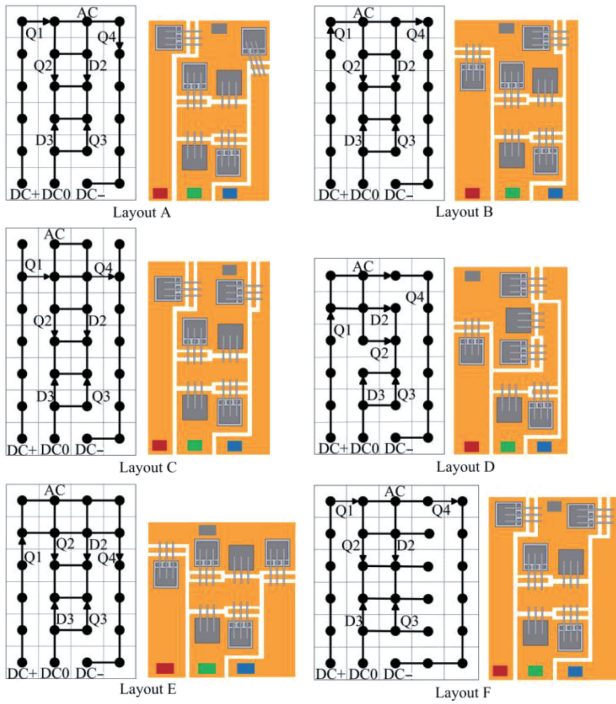 AC
Q1 Q4
Q2 D2
D3 Q3
DC+ DC0 DC−
Layout A
AC
Q1 Q4
Q2 D2
D3 Q3
DC+ DC0 DC−
Layout B
AC
Q1 Q4
Q2 D2
D3 Q3
DC+ DC0 DC−
Layout C
AC
Q4
Q1 D2
Q2
D3 Q3
DC+ DC0 DC−
Layout D
AC
Q1 Q2 D2 Q4
D3 Q3
DC+ DC0 DC−
Layout E
AC
Q1 Q4
Q2 D2
D3 Q3
DC+ DC0 DC−
Layout F